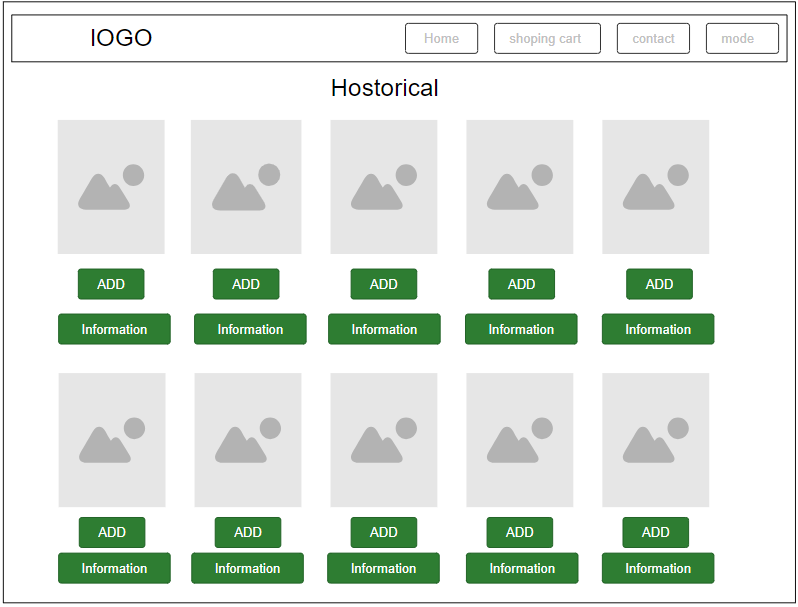 IOGO Home shoping cart contact mode
Hostorical
ADD ADD ADD ADD ADD
Information Information Information Information Information
ADD ADD ADD ADD ADD
Information Information Information Information Information